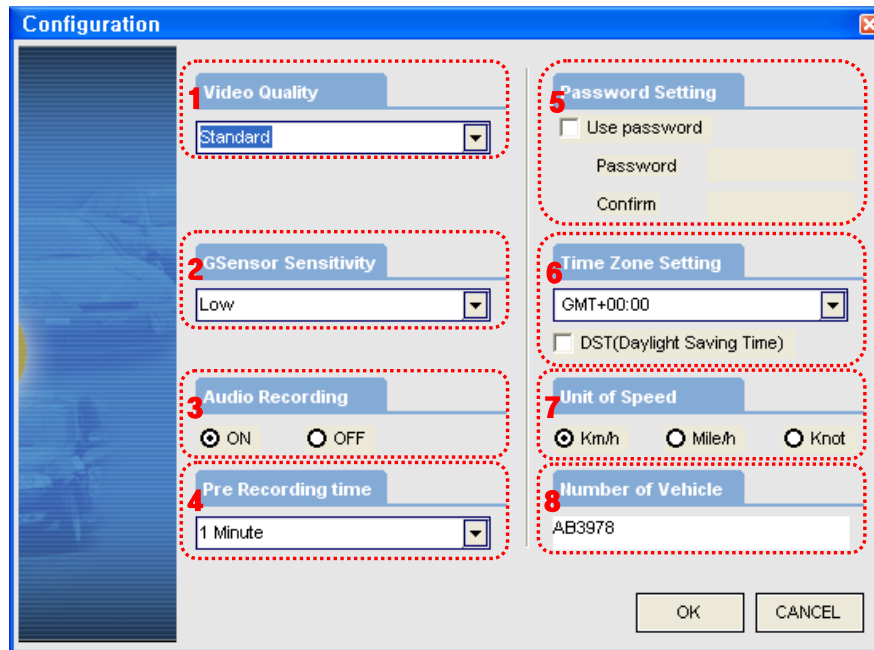 Configuration
1 Video Quality
Standard
2 GSensor Sensitivity
Low
3 Audio Recording
ON OFF
4 Pre Recording time
1 Minute
5 Password Setting
Use password
Password
Confirm
6 Time Zone Setting
GMT+00:00
DST(Daylight Saving Time)
7 Unit of Speed
Km/h Mile/h Knot
8 Number of Vehicle
AB3978
OK CANCEL